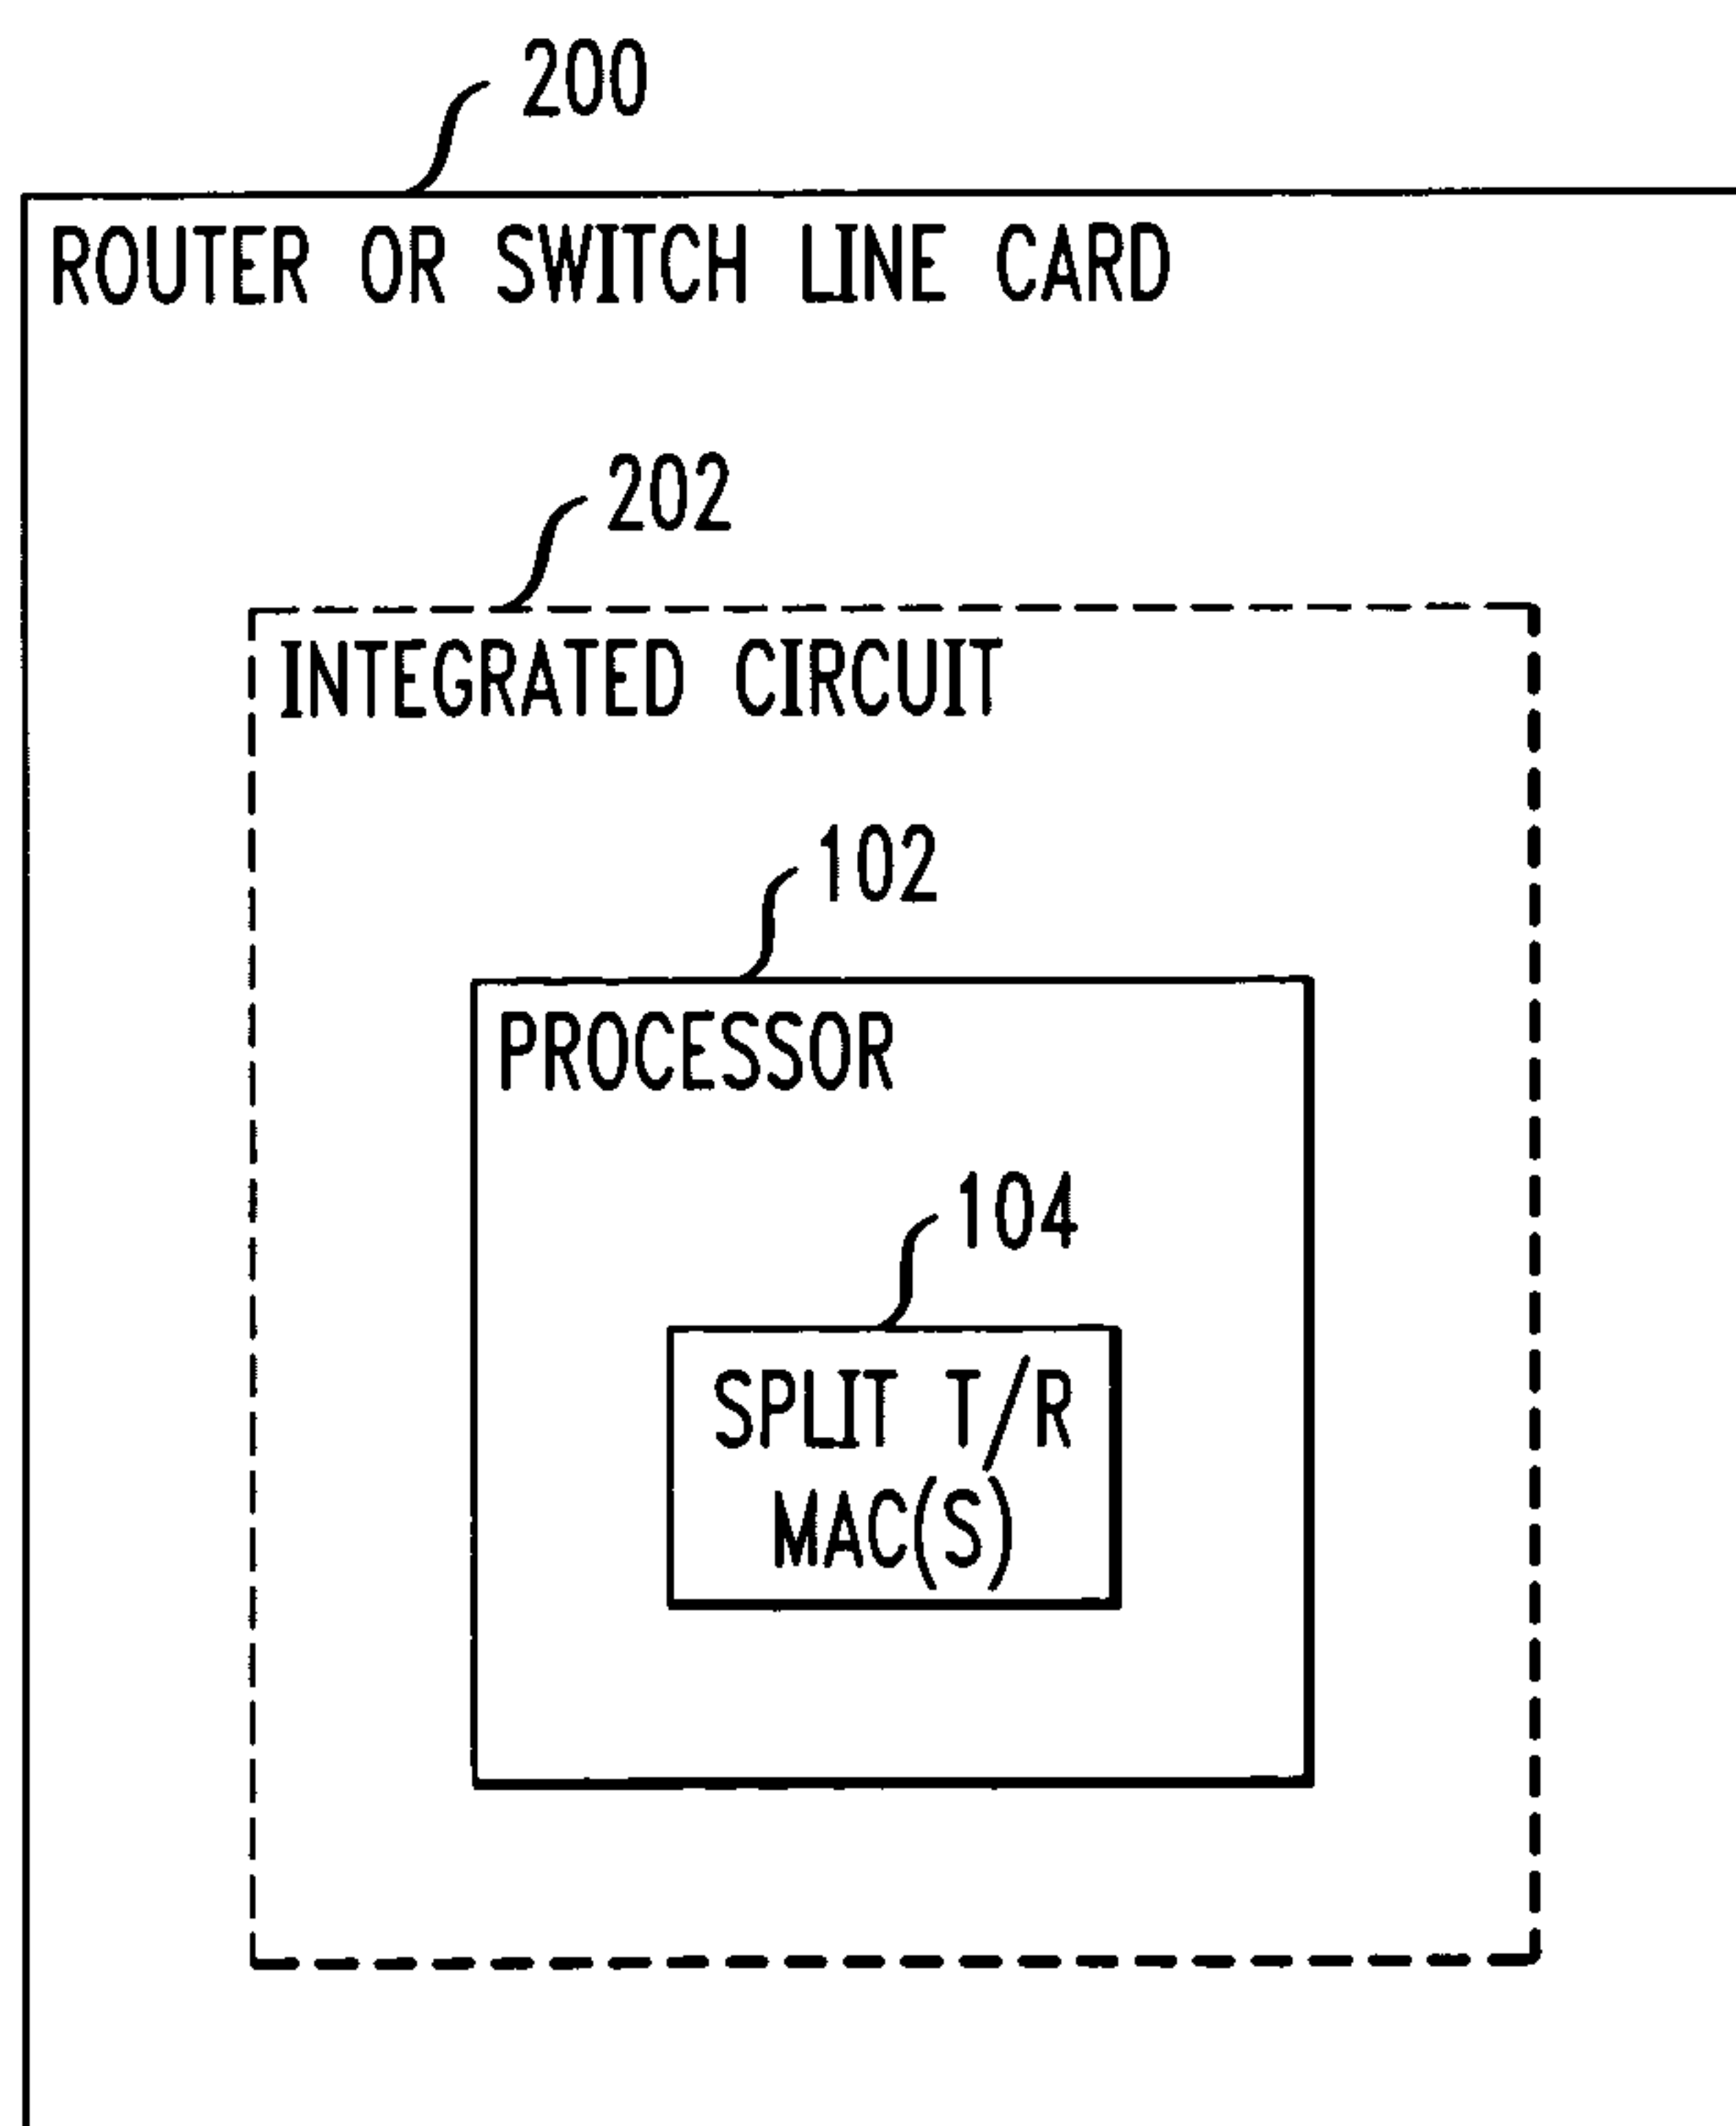 200
ROUTER OR SWITCH LINE CARD
202
INTEGRATED CIRCUIT
102
PROCESSOR
104
SPLIT T/R
MAC(S)